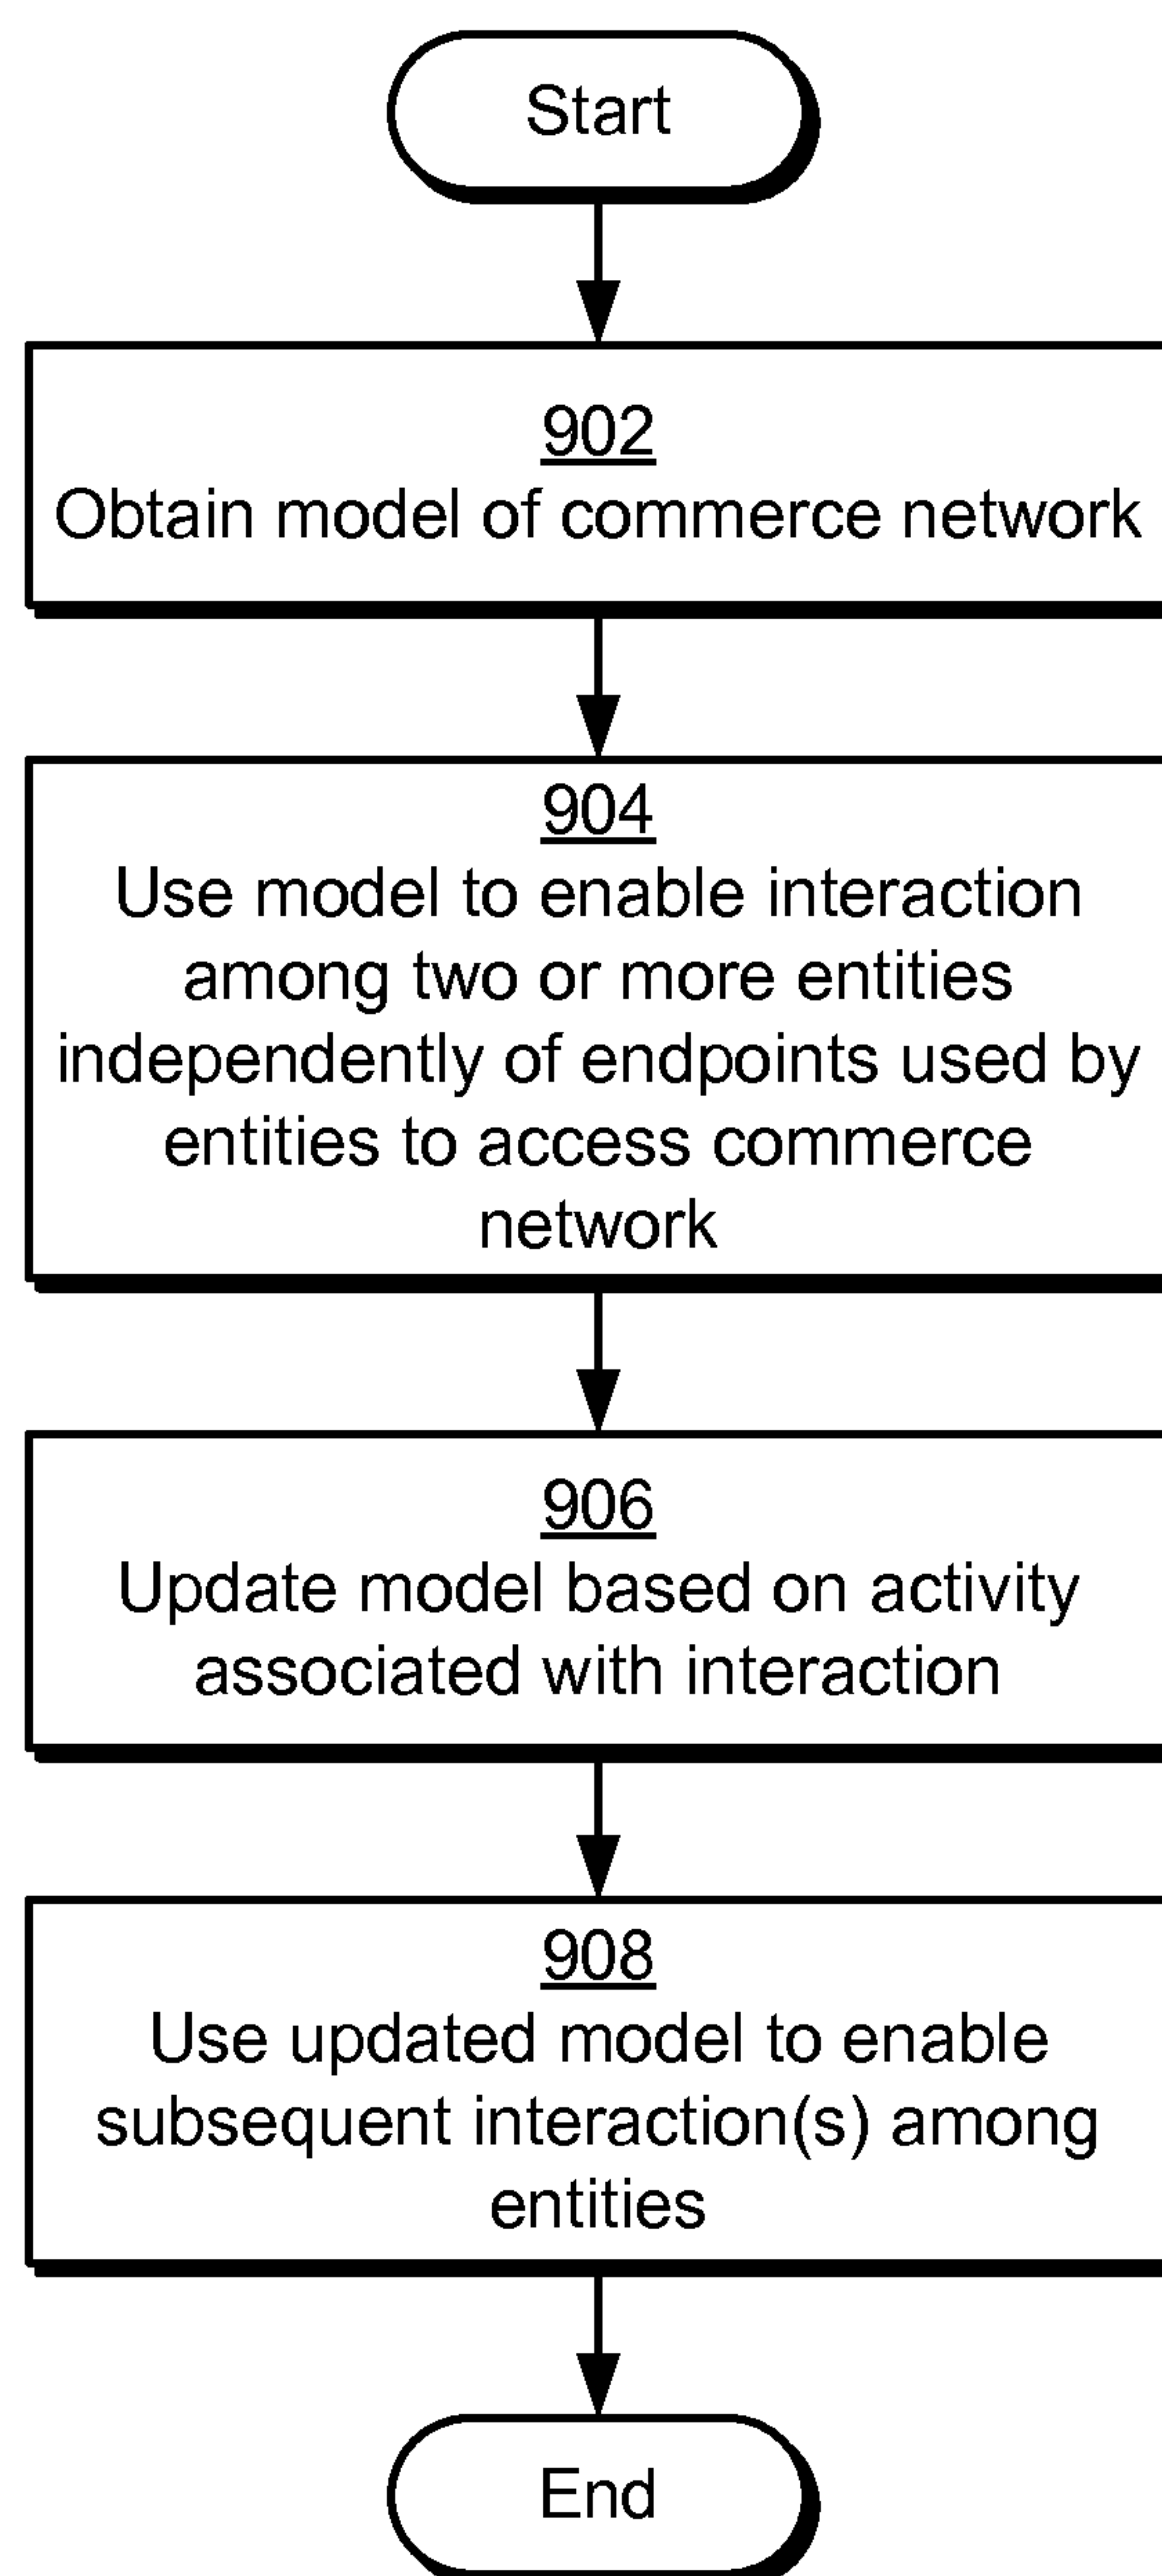 Start
902
Obtain model of commerce network
904
Use model to enable interaction
among two or more entities
independently of endpoints used by
entities to access commerce
network
906
Update model based on activity
associated with interaction
908
Use updated model to enable
subsequent interaction(s) among
entities
End